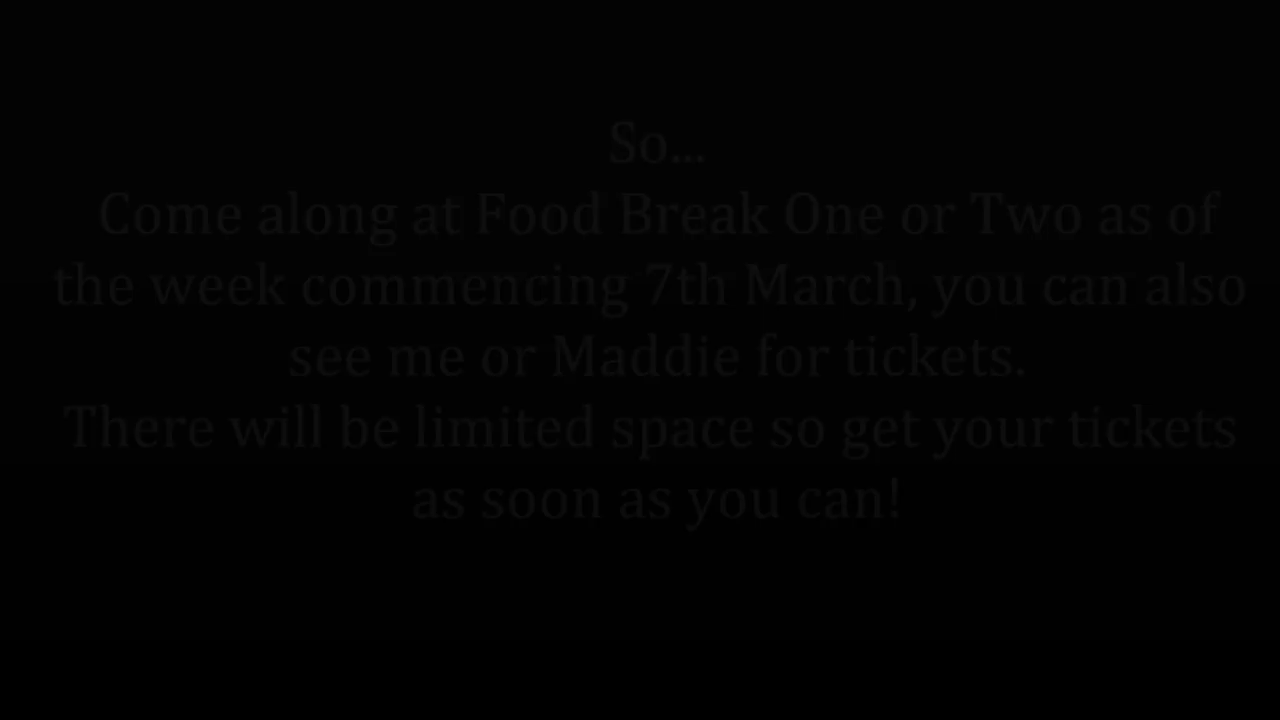 So...
Come along at Food Break One or Two as of
the week commencing 7th March, you can also
see me or Maddie for tickets.
There will be limited space so get your tickets
as soon as you can!